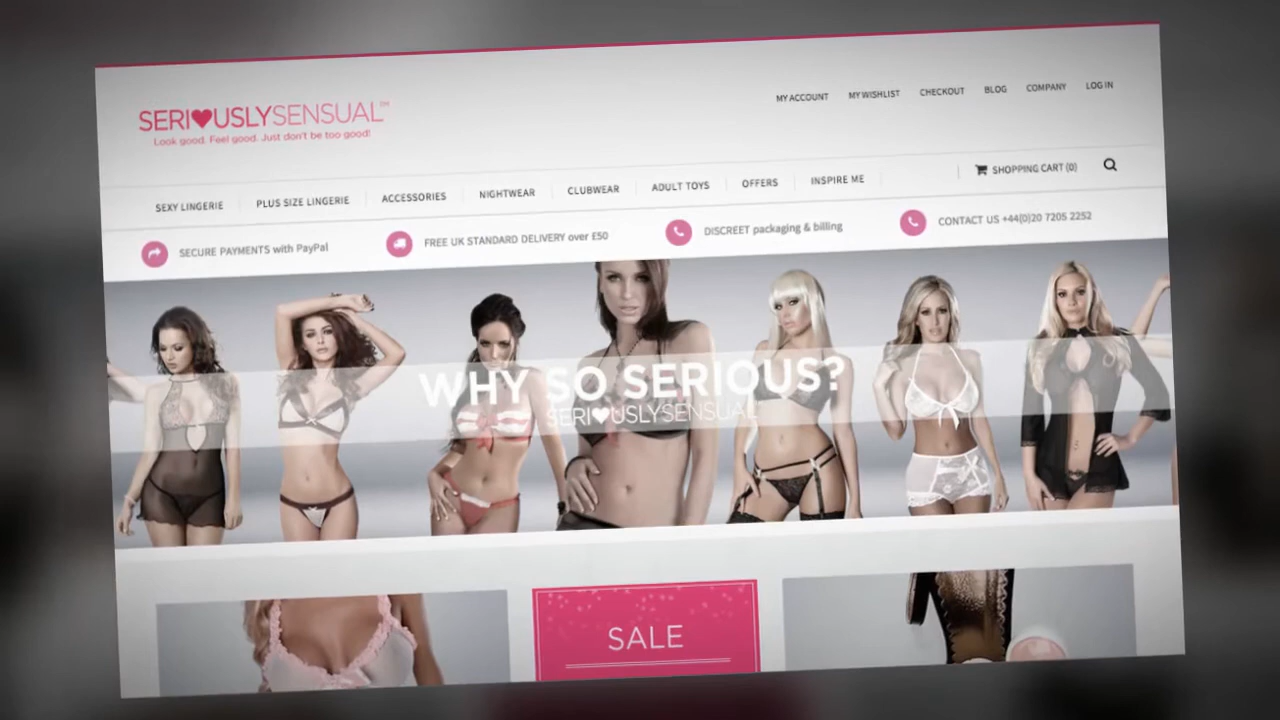 SERI♥USLYSENSUAL™
Look good. Feel good. Just don't be too good!
MY ACCOUNT MY WISHLIST CHECKOUT BLOG COMPANY LOG IN
SHOPPING CART (0)
SEXY LINGERIE PLUS SIZE LINGERIE ACCESSORIES NIGHTWEAR CLUBWEAR ADULT TOYS OFFERS INSPIRE ME
SECURE PAYMENTS with PayPal FREE UK STANDARD DELIVERY over £50 DISCREET packaging & billing CONTACT US +44(0)20 7205 2252
WHY SO SERIOUS?
SERI♥USLYSENSUAL
SALE